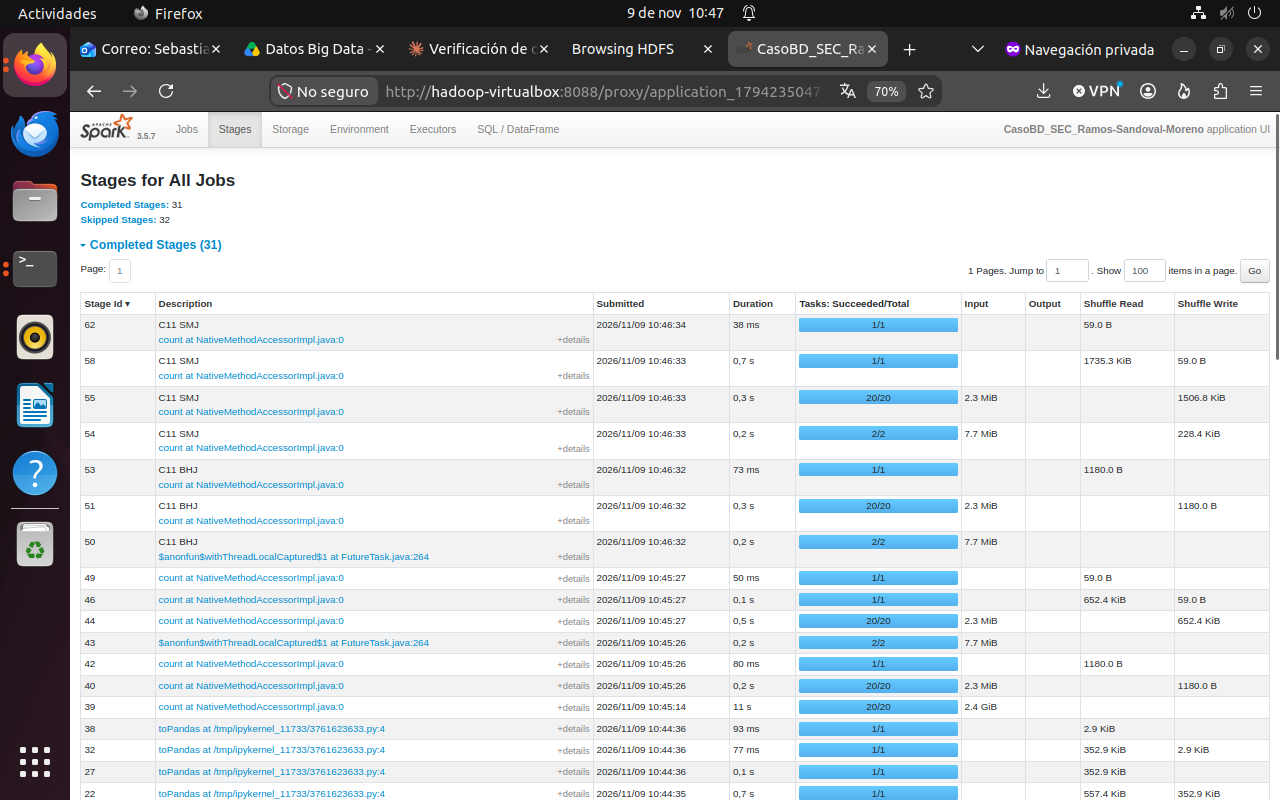 Actividades Firefox 9 de nov 10:47
Correo: Sebastia Datos Big Data - Verificación de c Browsing HDFS CasoBD_SEC_Ra Navegación privada
No seguro http://hadoop-virtualbox:8088/proxy/application_1794235047 70% VPN
APACHE Spark 3.5.7 Jobs Stages Storage Environment Executors SQL / DataFrame CasoBD_SEC_Ramos-Sandoval-Moreno application UI
Stages for All Jobs
Completed Stages: 31
Skipped Stages: 32
Completed Stages (31)
Page: 1 1 Pages. Jump to 1 . Show 100 items in a page. Go
Stage Id ▾ Description Submitted Duration Tasks: Succeeded/Total Input Output Shuffle Read Shuffle Write
62 C11 SMJ 2026/11/09 10:46:34 38 ms 1/1 59.0 B
count at NativeMethodAccessorImpl.java:0 +details
58 C11 SMJ 2026/11/09 10:46:33 0,7 s 1/1 1735.3 KiB 59.0 B
count at NativeMethodAccessorImpl.java:0 +details
55 C11 SMJ 2026/11/09 10:46:33 0,3 s 20/20 2.3 MiB 1506.8 KiB
count at NativeMethodAccessorImpl.java:0 +details
54 C11 SMJ 2026/11/09 10:46:33 0,2 s 2/2 7.7 MiB 228.4 KiB
count at NativeMethodAccessorImpl.java:0 +details
53 C11 BHJ 2026/11/09 10:46:32 73 ms 1/1 1180.0 B
count at NativeMethodAccessorImpl.java:0 +details
51 C11 BHJ 2026/11/09 10:46:32 0,3 s 20/20 2.3 MiB 1180.0 B
count at NativeMethodAccessorImpl.java:0 +details
50 C11 BHJ 2026/11/09 10:46:32 0,2 s 2/2 7.7 MiB
$anonfun$withThreadLocalCaptured$1 at FutureTask.java:264 +details
49 count at NativeMethodAccessorImpl.java:0 +details 2026/11/09 10:45:27 50 ms 1/1 59.0 B
46 count at NativeMethodAccessorImpl.java:0 +details 2026/11/09 10:45:27 0,1 s 1/1 652.4 KiB 59.0 B
44 count at NativeMethodAccessorImpl.java:0 +details 2026/11/09 10:45:27 0,5 s 20/20 2.3 MiB 652.4 KiB
43 $anonfun$withThreadLocalCaptured$1 at FutureTask.java:264 +details 2026/11/09 10:45:26 0,2 s 2/2 7.7 MiB
42 count at NativeMethodAccessorImpl.java:0 +details 2026/11/09 10:45:26 80 ms 1/1 1180.0 B
40 count at NativeMethodAccessorImpl.java:0 +details 2026/11/09 10:45:26 0,2 s 20/20 2.3 MiB 1180.0 B
39 count at NativeMethodAccessorImpl.java:0 +details 2026/11/09 10:45:14 11 s 20/20 2.4 GiB
38 toPandas at /tmp/ipykernel_11733/3761623633.py:4 +details 2026/11/09 10:44:36 93 ms 1/1 2.9 KiB
32 toPandas at /tmp/ipykernel_11733/3761623633.py:4 +details 2026/11/09 10:44:36 77 ms 1/1 352.9 KiB 2.9 KiB
27 toPandas at /tmp/ipykernel_11733/3761623633.py:4 +details 2026/11/09 10:44:36 0,1 s 1/1 352.9 KiB
22 toPandas at /tmp/ipykernel_11733/3761623633.py:4 +details 2026/11/09 10:44:35 0,7 s 1/1 557.4 KiB 352.9 KiB